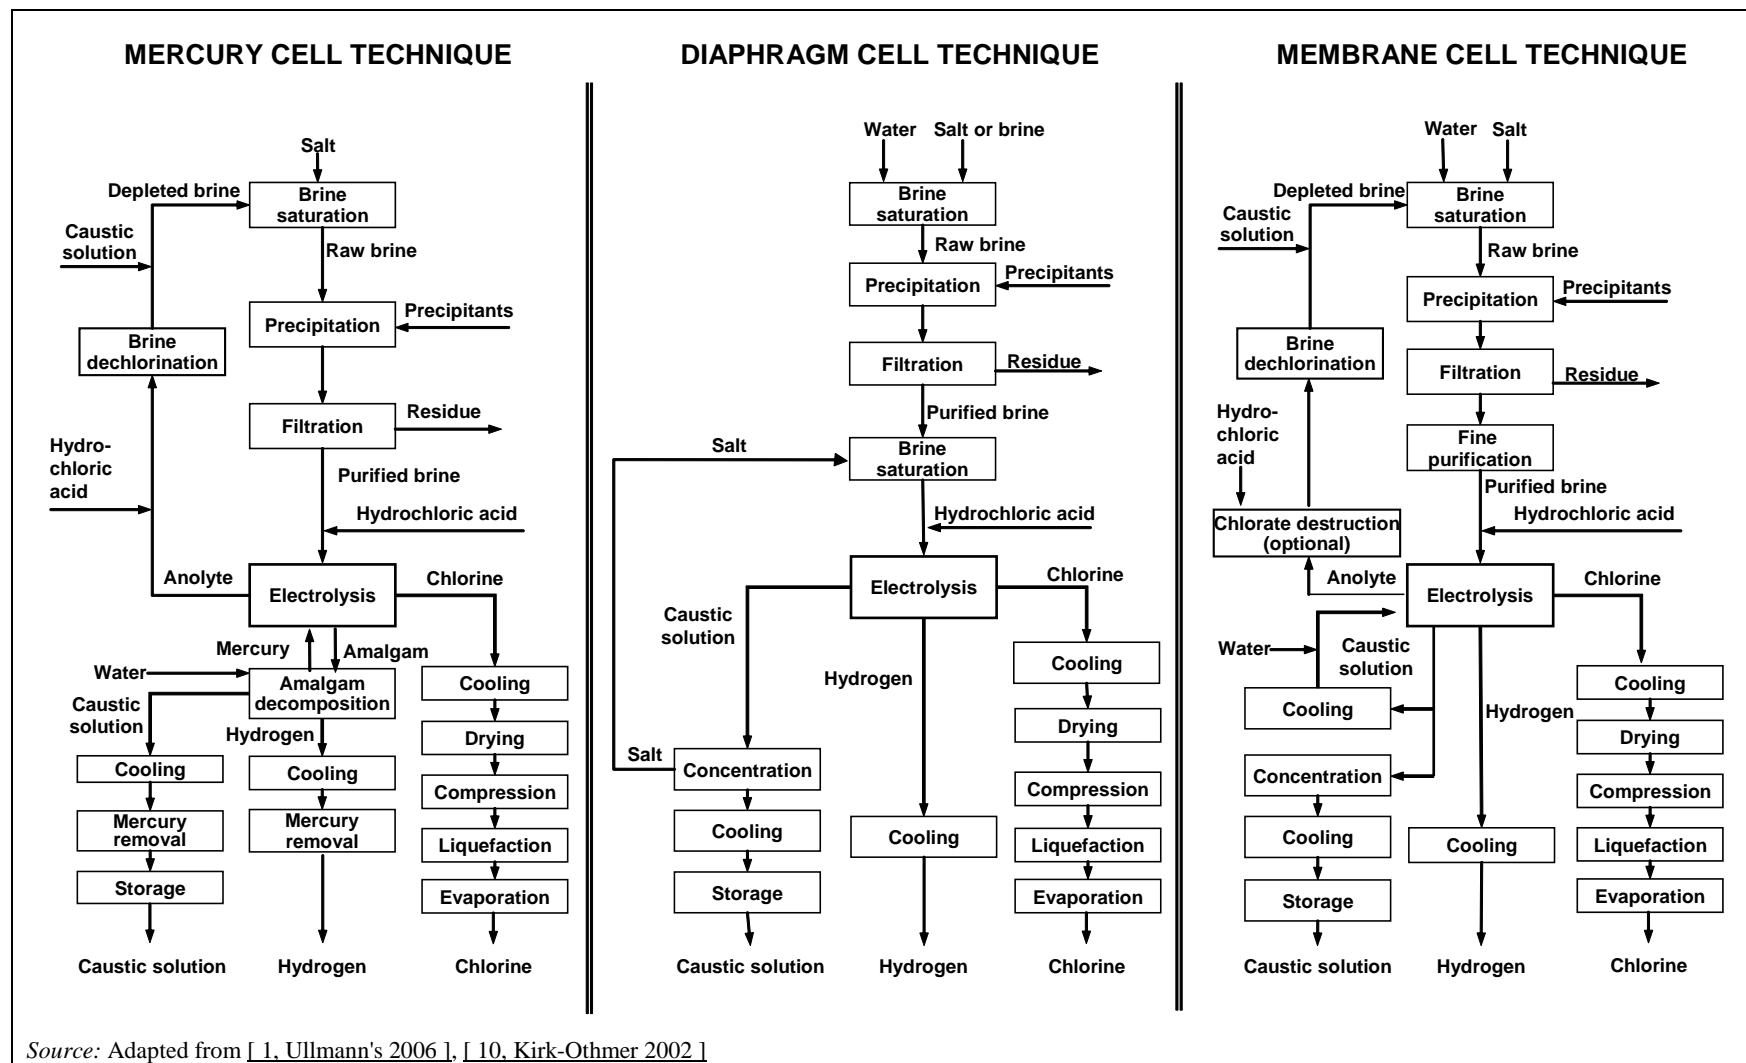 MERCURY CELL TECHNIQUE
Salt
Depleted brine
Brine
saturation
Caustic
solution
Raw brine
Precipitation
Precipitants
Brine
dechlorination
Filtration
Residue
Hydro-
chloric
acid
Purified brine
Hydrochloric acid
Anolyte
Electrolysis
Chlorine
Mercury
Amalgam
Water
Amalgam
decomposition
Caustic
solution
Hydrogen
Cooling
Mercury
removal
Storage
Cooling
Mercury
removal
Cooling
Drying
Compression
Liquefaction
Evaporation
Caustic solution
Hydrogen
Chlorine
DIAPHRAGM CELL TECHNIQUE
Water
Salt or brine
Brine
saturation
Raw brine
Precipitation
Precipitants
Filtration
Residue
Purified brine
Salt
Brine
saturation
Hydrochloric acid
Electrolysis
Chlorine
Caustic
solution
Hydrogen
Salt
Concentration
Cooling
Storage
Cooling
Cooling
Drying
Compression
Liquefaction
Evaporation
Caustic solution
Hydrogen
Chlorine
MEMBRANE CELL TECHNIQUE
Water
Salt
Depleted brine
Brine
saturation
Caustic
solution
Raw brine
Precipitation
Precipitants
Brine
dechlorination
Filtration
Residue
Hydro-
chloric
acid
Fine
purification
Purified brine
Hydrochloric acid
Chlorate destruction
(optional)
Anolyte
Electrolysis
Chlorine
Water
Caustic
solution
Cooling
Hydrogen
Concentration
Cooling
Storage
Cooling
Cooling
Drying
Compression
Liquefaction
Evaporation
Caustic solution
Hydrogen
Chlorine
Source: Adapted from [ 1, Ullmann's 2006 ], [ 10, Kirk-Othmer 2002 ]